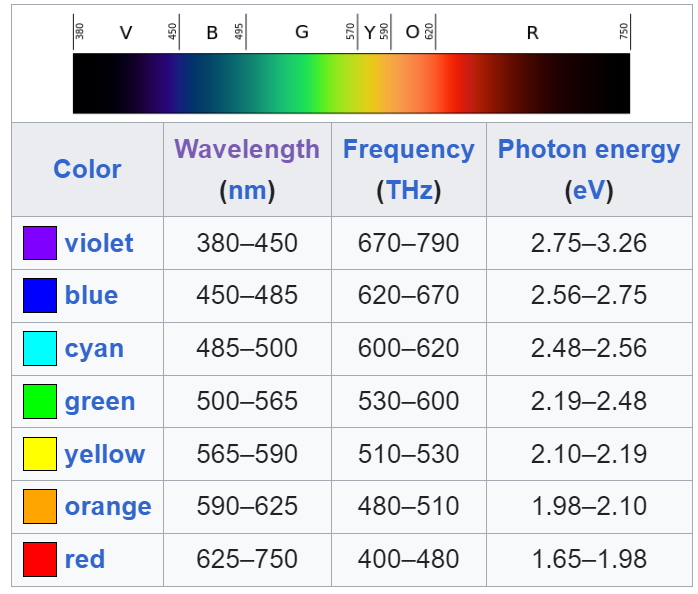 380 V 450 B 495 G 570 Y 590 O 620 R 750
Color Wavelength (nm) Frequency (THz) Photon energy (eV)
violet 380–450 670–790 2.75–3.26
blue 450–485 620–670 2.56–2.75
cyan 485–500 600–620 2.48–2.56
green 500–565 530–600 2.19–2.48
yellow 565–590 510–530 2.10–2.19
orange 590–625 480–510 1.98–2.10
red 625–750 400–480 1.65–1.98